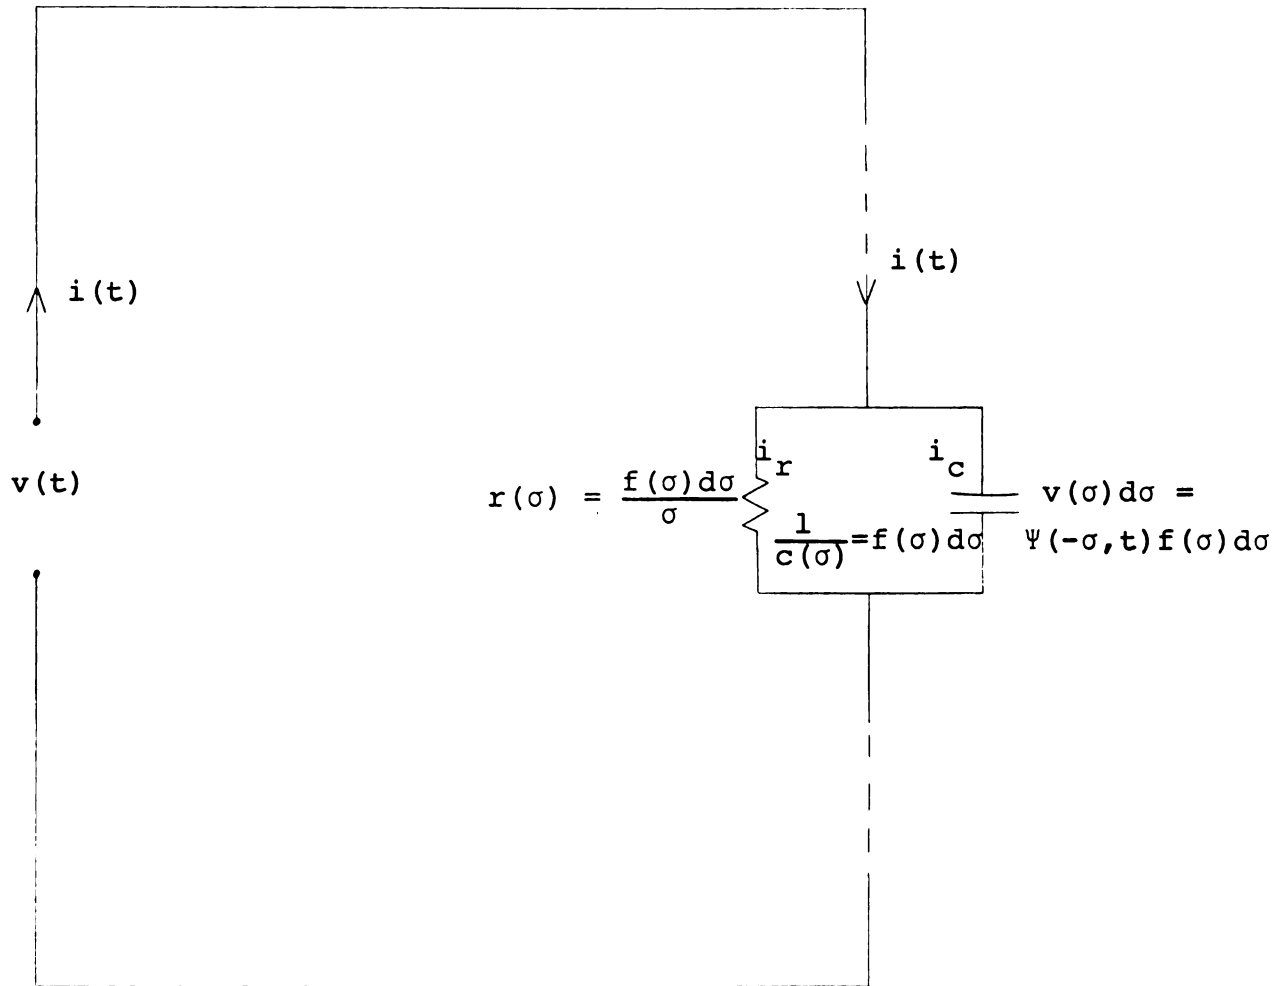 i(t)
i(t)
v(t)
i_r
i_c
r(σ) = f(σ)dσ / σ
1 / c(σ) = f(σ)dσ
v(σ)dσ =
Ψ(-σ,t)f(σ)dσ